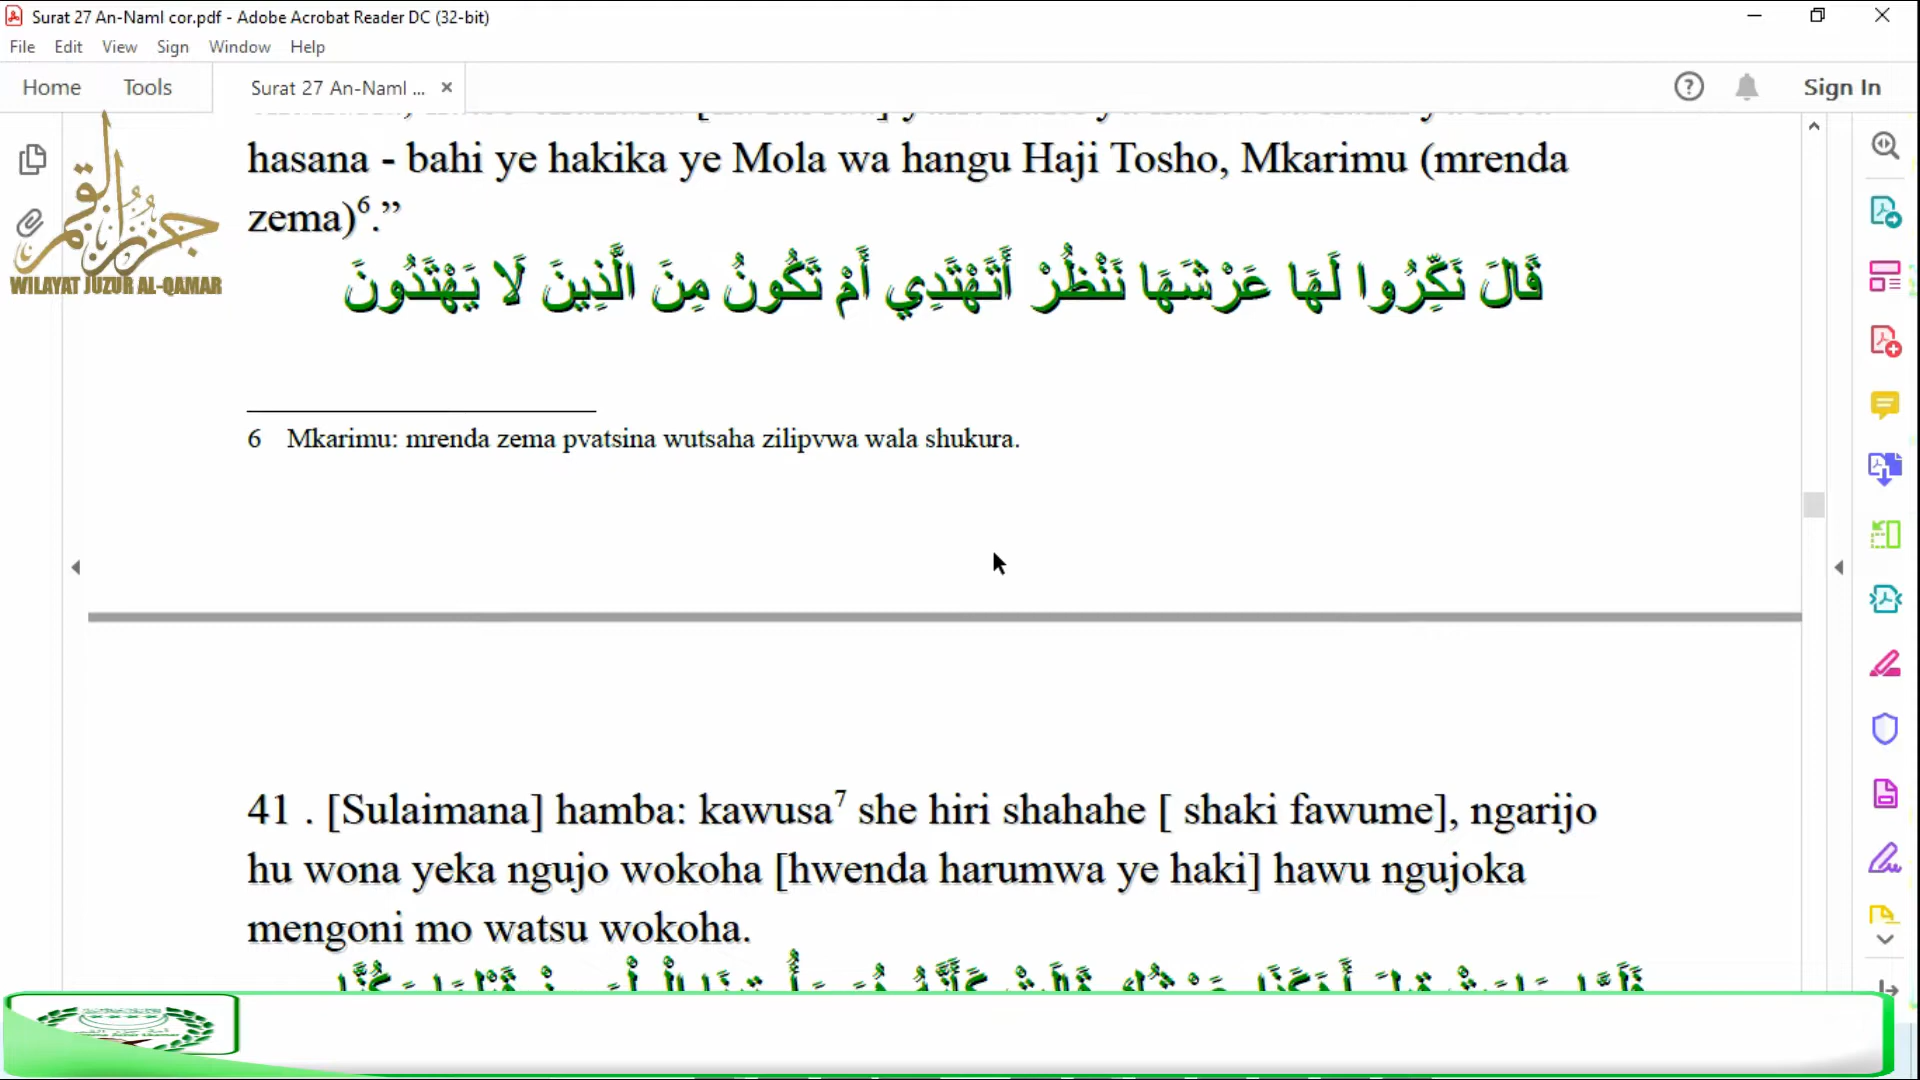 Surat 27 An-Naml cor.pdf - Adobe Acrobat Reader DC (32-bit)
File Edit View Sign Window Help
Home Tools Surat 27 An-Naml ... × Sign In
hasana - bahi ye hakika ye Mola wa hangu Haji Tosho, Mkarimu (mrenda
zema)⁶.”
WILAYAT JUZUR AL-QAMAR
قَالَ نَكِّرُوا لَهَا عَرْشَهَا نَنْظُرْ أَتَهْتَدِي أَمْ تَكُونُ مِنَ الَّذِينَ لَا يَهْتَدُونَ
6 Mkarimu: mrenda zema pvatsina wutsaha zilipvwa wala shukura.
41 . [Sulaimana] hamba: kawusa⁷ she hiri shahahe [ shaki fawume], ngarijo
hu wona yeka ngujo wokoha [hwenda harumwa ye haki] hawu ngujoka
mengoni mo watsu wokoha.